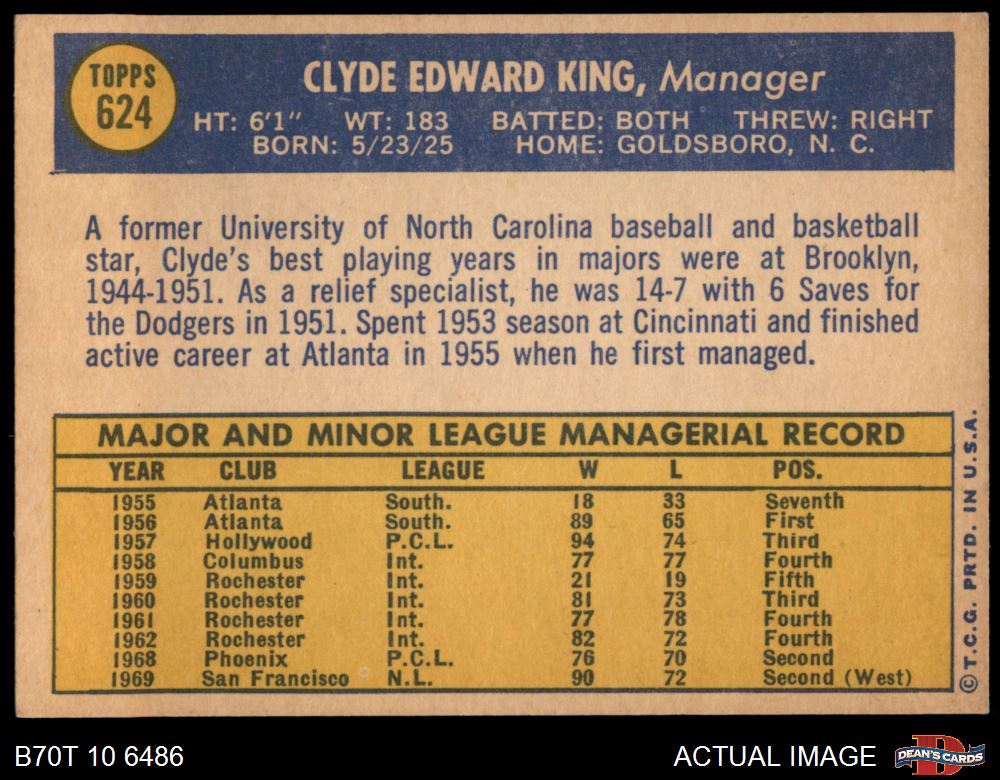 TOPPS
624
CLYDE EDWARD KING, Manager
HT: 6'1" WT: 183 BATTED: BOTH THREW: RIGHT
BORN: 5/23/25 HOME: GOLDSBORO, N. C.
A former University of North Carolina baseball and basketball
star, Clyde's best playing years in majors were at Brooklyn,
1944-1951. As a relief specialist, he was 14-7 with 6 Saves for
the Dodgers in 1951. Spent 1953 season at Cincinnati and finished
active career at Atlanta in 1955 when he first managed.
MAJOR AND MINOR LEAGUE MANAGERIAL RECORD
YEAR CLUB LEAGUE W L POS.
1955 Atlanta South. 18 33 Seventh
1956 Atlanta South. 89 65 First
1957 Hollywood P.C.L. 94 74 Third
1958 Columbus Int. 77 77 Fourth
1959 Rochester Int. 21 19 Fifth
1960 Rochester Int. 81 73 Third
1961 Rochester Int. 77 78 Fourth
1962 Rochester Int. 82 72 Fourth
1968 Phoenix P.C.L. 76 70 Second
1969 San Francisco N.L. 90 72 Second (West)
© T.C.G. PRTD. IN U.S.A.
B70T 10 6486
ACTUAL IMAGE
D
DEAN'S CARDS